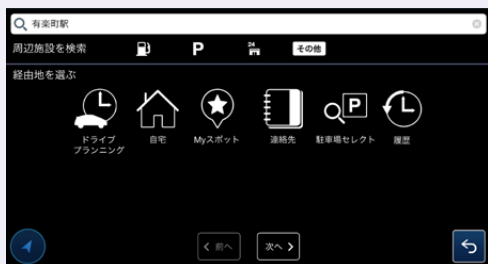 有楽町駅
周辺施設を検索 P 24 その他
経由地を選ぶ
P
ドライブ
プランニング
自宅
Myスポット
連絡先
駐車場セレクト
履歴
前へ 次へ